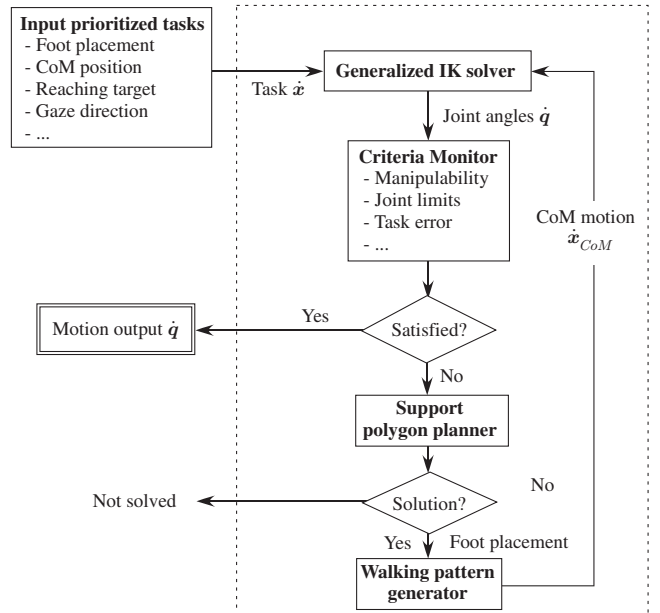 Input prioritized tasks
- Foot placement
- CoM position
- Reaching target
- Gaze direction
- ...
Task ẋ
Generalized IK solver
Joint angles q̇
Criteria Monitor
- Manipulability
- Joint limits
- Task error
- ...
CoM motion
ẋ_CoM
Satisfied?
Yes
Motion output q̇
No
Support
polygon planner
Solution?
Not solved
No
Yes
Foot placement
Walking pattern
generator